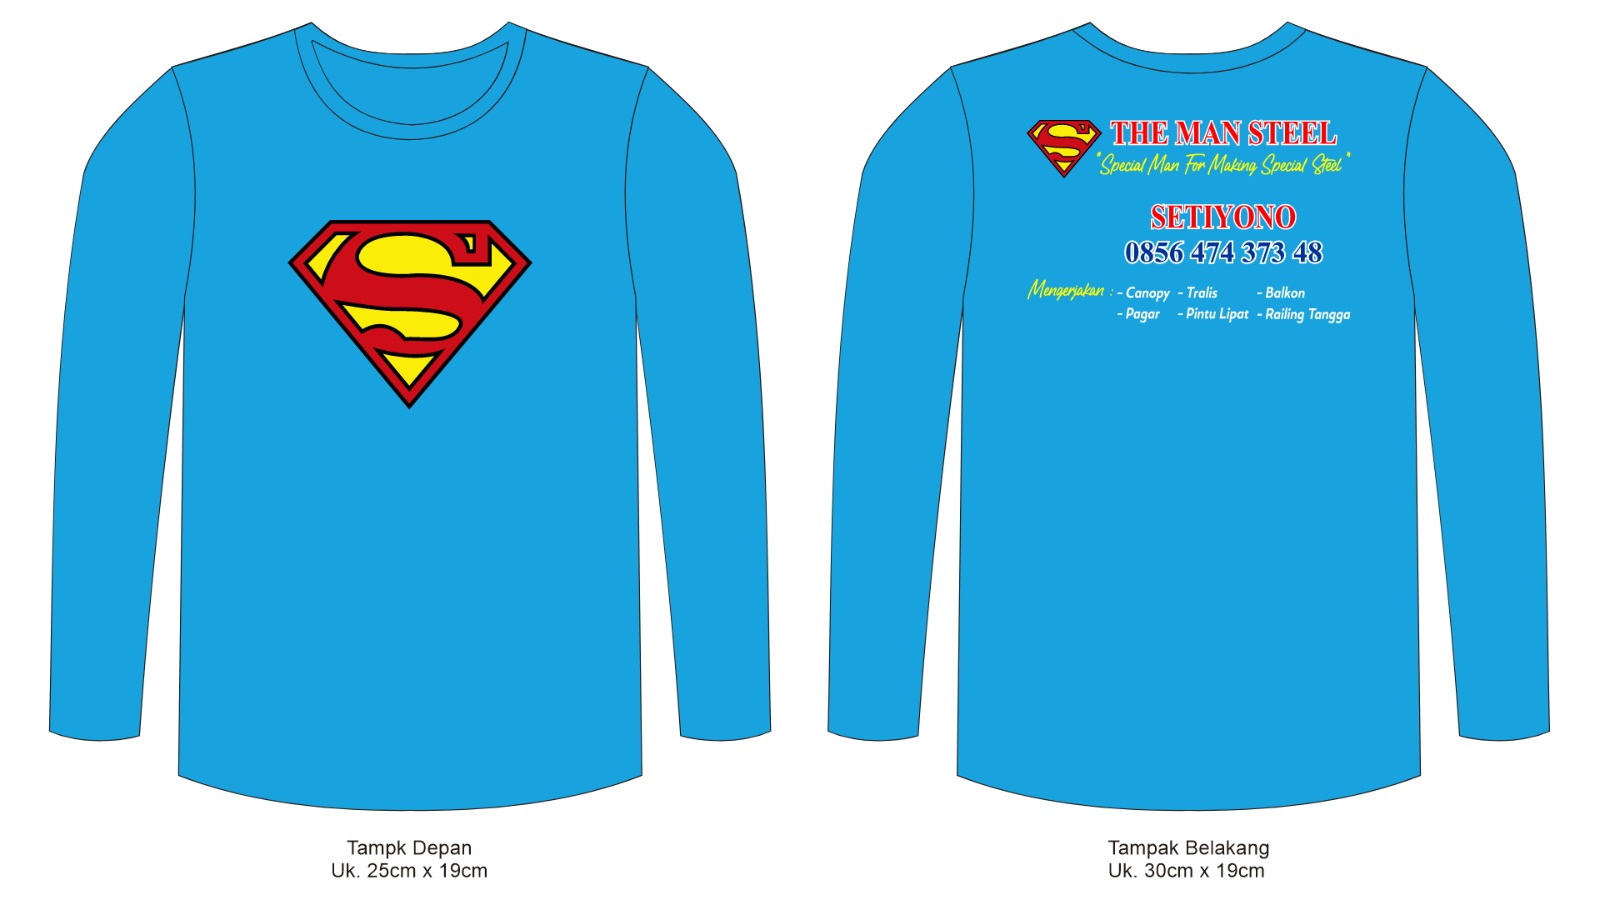 THE MAN STEEL
"Special Man For Making Special Steel"
SETIYONO
0856 474 373 48
Mengerjakan : - Canopy - Tralis - Balkon
- Pagar - Pintu Lipat - Railing Tangga
Tampk Depan
Uk. 25cm x 19cm
Tampak Belakang
Uk. 30cm x 19cm